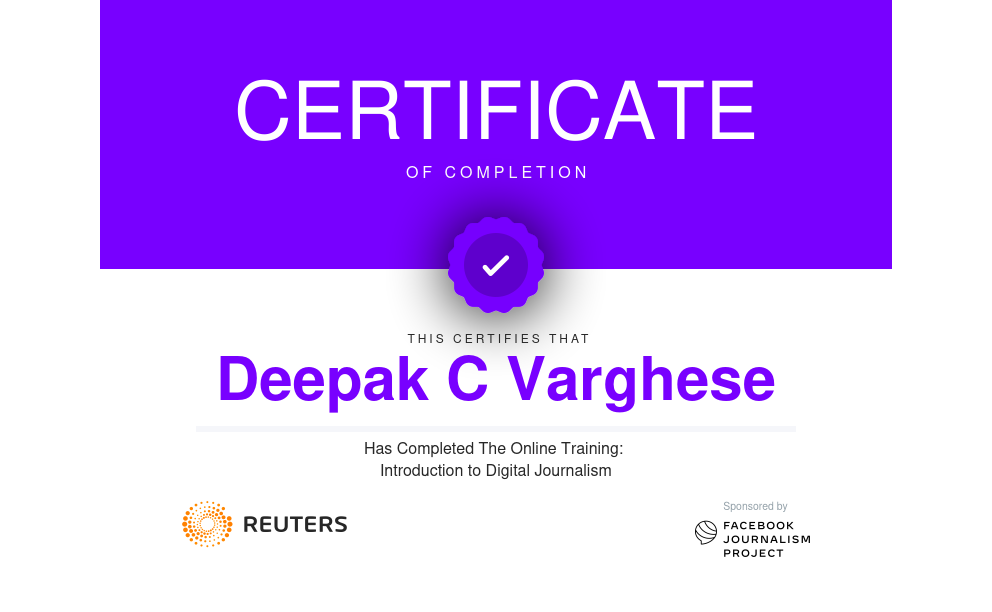 CERTIFICATE
OF COMPLETION
THIS CERTIFIES THAT
Deepak C Varghese
Has Completed The Online Training:
Introduction to Digital Journalism
REUTERS
Sponsored by
FACEBOOK
JOURNALISM
PROJECT